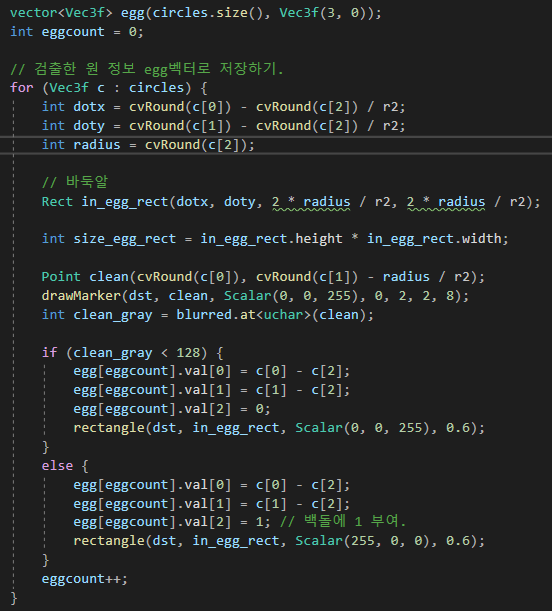 vector<Vec3f> egg(circles.size(), Vec3f(3, 0));
int eggcount = 0;

// 검출한 원 정보 egg벡터로 저장하기.
for (Vec3f c : circles) {
    int dotx = cvRound(c[0]) - cvRound(c[2]) / r2;
    int doty = cvRound(c[1]) - cvRound(c[2]) / r2;
    int radius = cvRound(c[2]);

    // 바둑알
    Rect in_egg_rect(dotx, doty, 2 * radius / r2, 2 * radius / r2);

    int size_egg_rect = in_egg_rect.height * in_egg_rect.width;

    Point clean(cvRound(c[0]), cvRound(c[1]) - radius / r2);
    drawMarker(dst, clean, Scalar(0, 0, 255), 0, 2, 2, 8);
    int clean_gray = blurred.at<uchar>(clean);

    if (clean_gray < 128) {
        egg[eggcount].val[0] = c[0] - c[2];
        egg[eggcount].val[1] = c[1] - c[2];
        egg[eggcount].val[2] = 0;
        rectangle(dst, in_egg_rect, Scalar(0, 0, 255), 0.6);
    }
    else {
        egg[eggcount].val[0] = c[0] - c[2];
        egg[eggcount].val[1] = c[1] - c[2];
        egg[eggcount].val[2] = 1; // 백돌에 1 부여.
        rectangle(dst, in_egg_rect, Scalar(255, 0, 0), 0.6);
    }
    eggcount++;
}